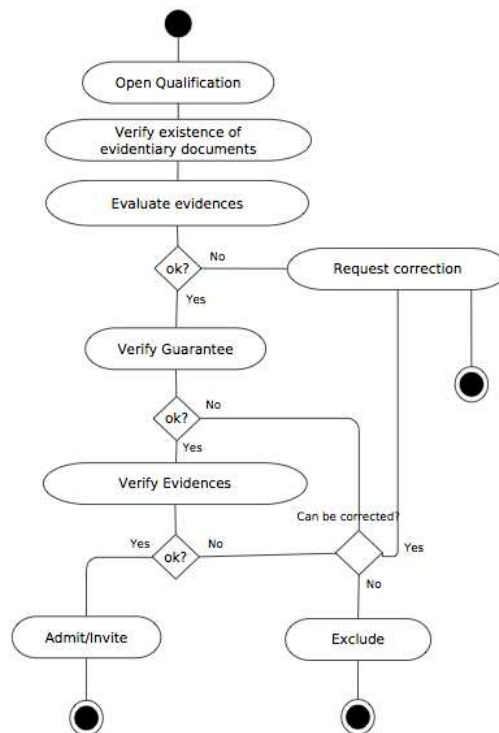 Open Qualification
Verify existence of
evidentiary documents
Evaluate evidences
ok?
No
Request correction
Yes
Verify Guarantee
ok?
No
Yes
Verify Evidences
Can be corrected?
Yes
ok?
No
Yes
No
Admit/Invite
Exclude